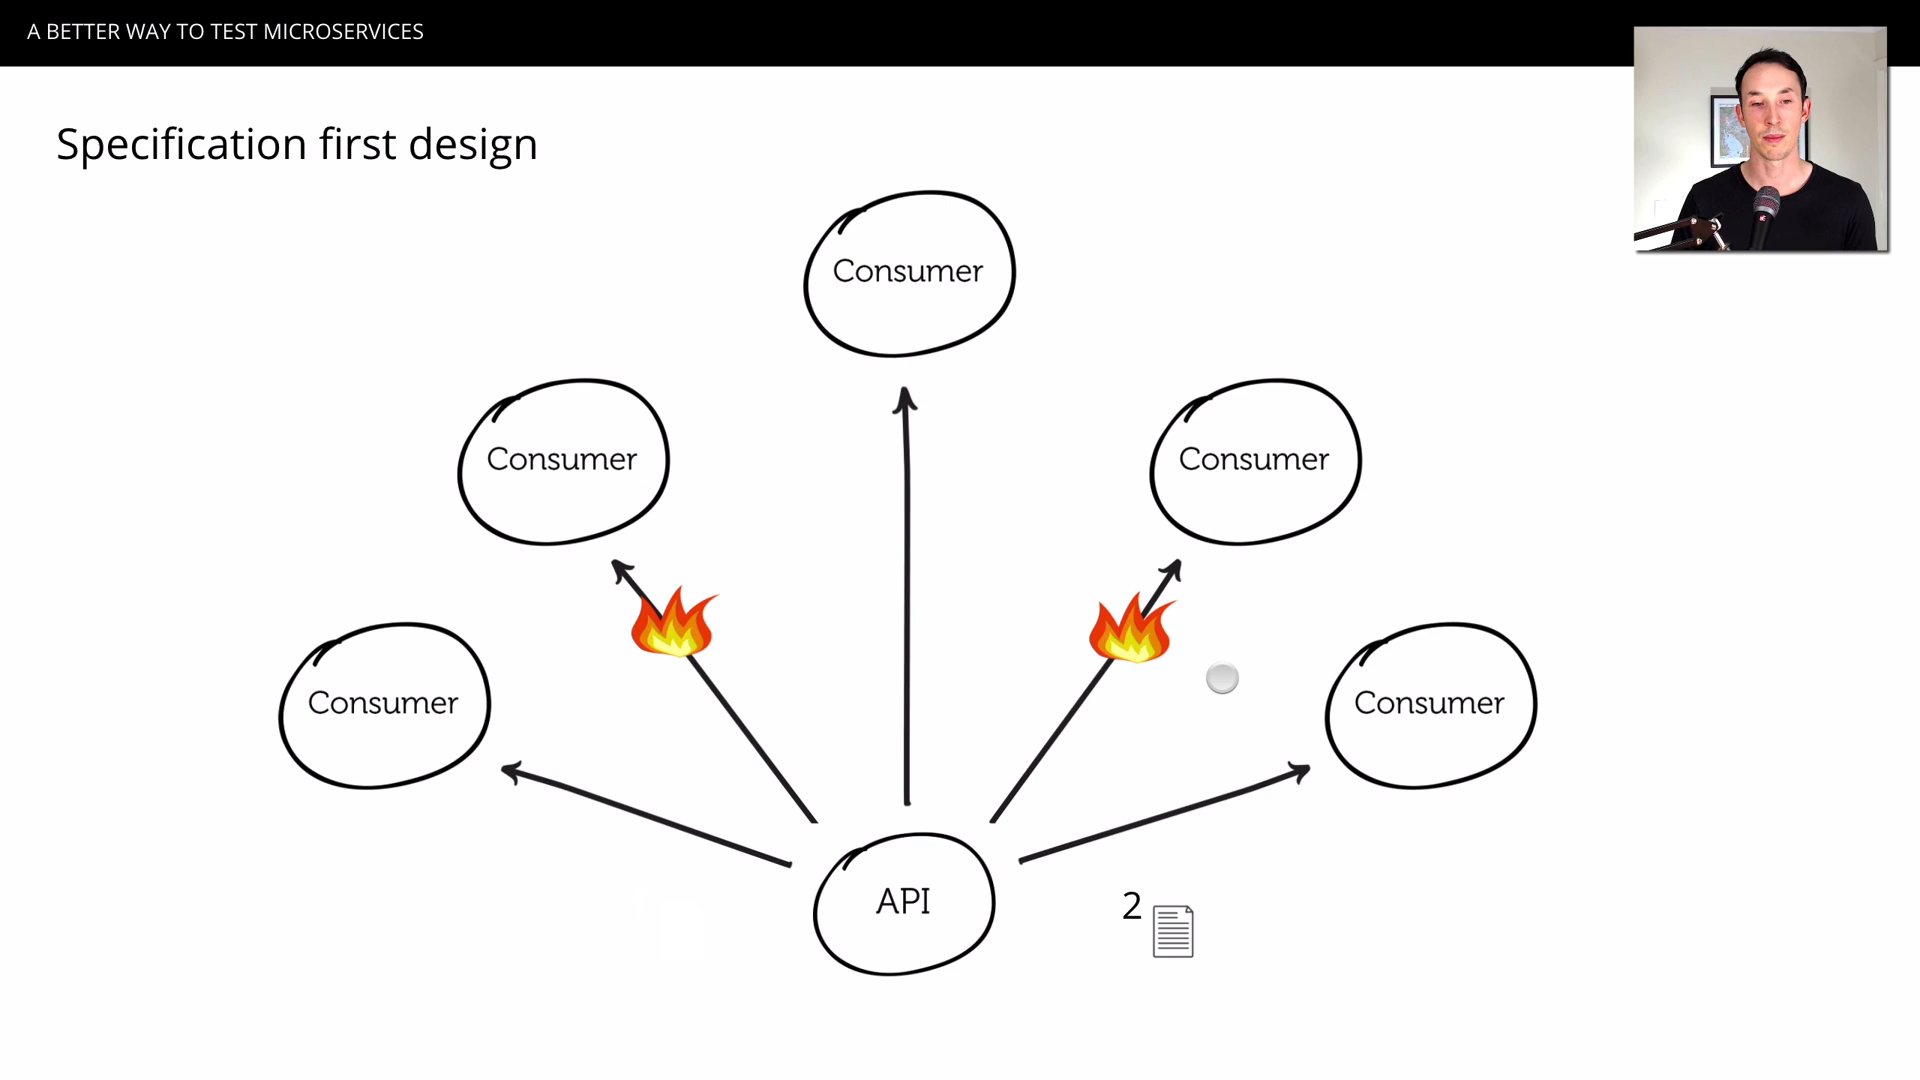 A BETTER WAY TO TEST MICROSERVICES
Specification first design
Consumer
Consumer
Consumer
Consumer
Consumer
API
2